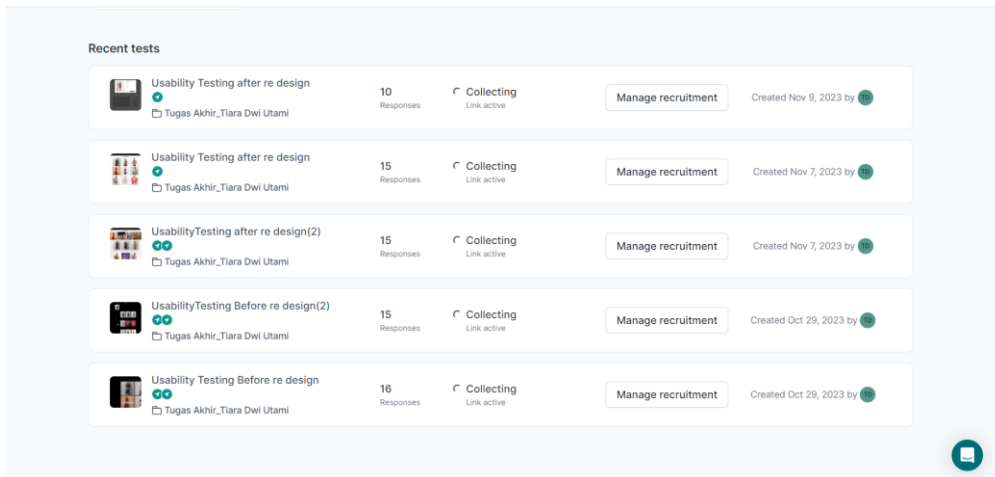 Recent tests
Usability Testing after re design
Tugas Akhir_Tiara Dwi Utami
10
Responses
Collecting
Link active
Manage recruitment
Created Nov 9, 2023 by TD
Usability Testing after re design
Tugas Akhir_Tiara Dwi Utami
15
Responses
Collecting
Link active
Manage recruitment
Created Nov 7, 2023 by TD
UsabilityTesting after re design(2)
Tugas Akhir_Tiara Dwi Utami
15
Responses
Collecting
Link active
Manage recruitment
Created Nov 7, 2023 by TD
UsabilityTesting Before re design(2)
Tugas Akhir_Tiara Dwi Utami
15
Responses
Collecting
Link active
Manage recruitment
Created Oct 29, 2023 by TD
Usability Testing Before re design
Tugas Akhir_Tiara Dwi Utami
16
Responses
Collecting
Link active
Manage recruitment
Created Oct 29, 2023 by TD